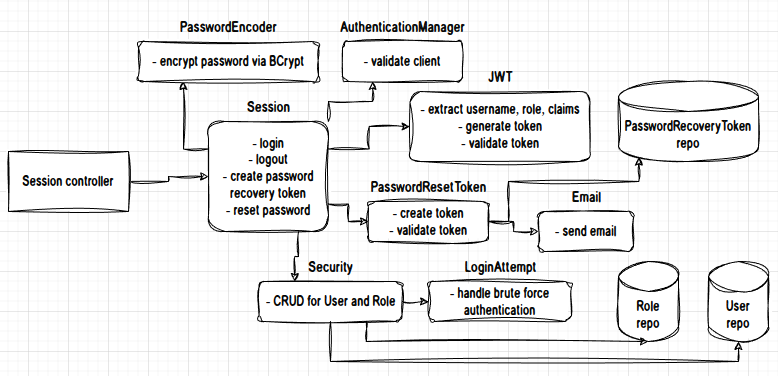 PasswordEncoder
- encrypt password via BCrypt
AuthenticationManager
- validate client
JWT
- extract username, role, claims
- generate token
- validate token
PasswordRecoveryToken
repo
Session
- login
- logout
- create password
recovery token
- reset password
Session controller
PasswordResetToken
- create token
- validate token
Email
- send email
Security
- CRUD for User and Role
LoginAttempt
- handle brute force
authentication
Role
repo
User
repo